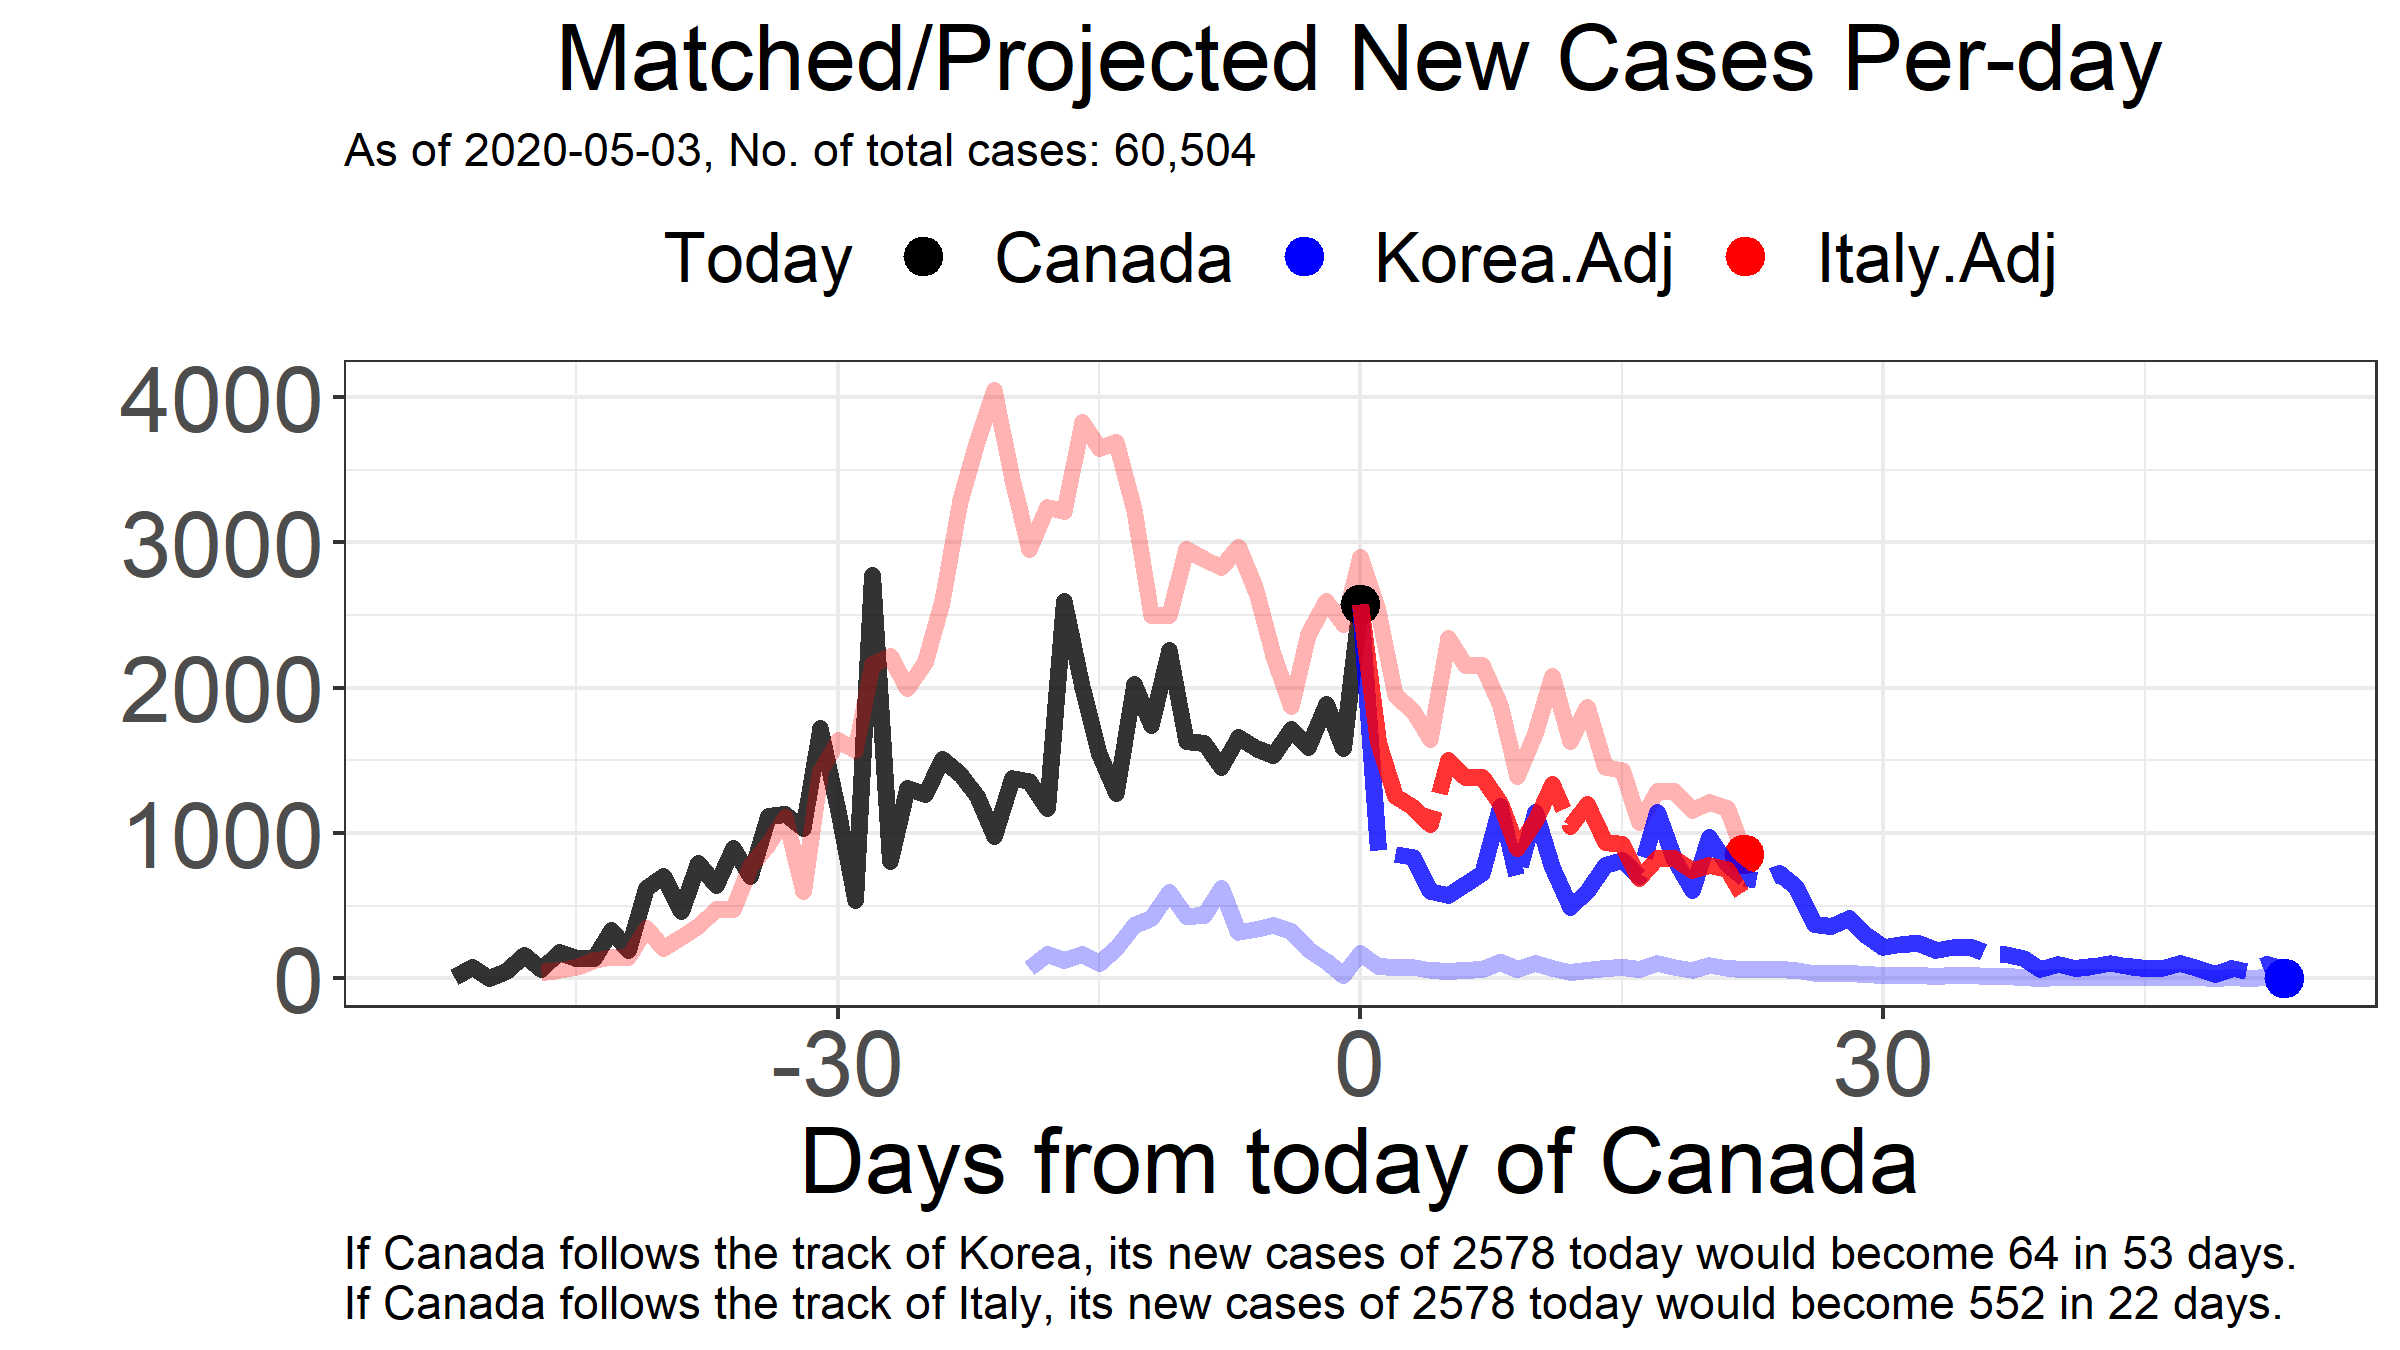 Matched/Projected New Cases Per-day
As of 2020-05-03, No. of total cases: 60,504
Today Canada Korea.Adj Italy.Adj
4000
3000
2000
1000
0
-30 0 30
Days from today of Canada
If Canada follows the track of Korea, its new cases of 2578 today would become 64 in 53 days.
If Canada follows the track of Italy, its new cases of 2578 today would become 552 in 22 days.